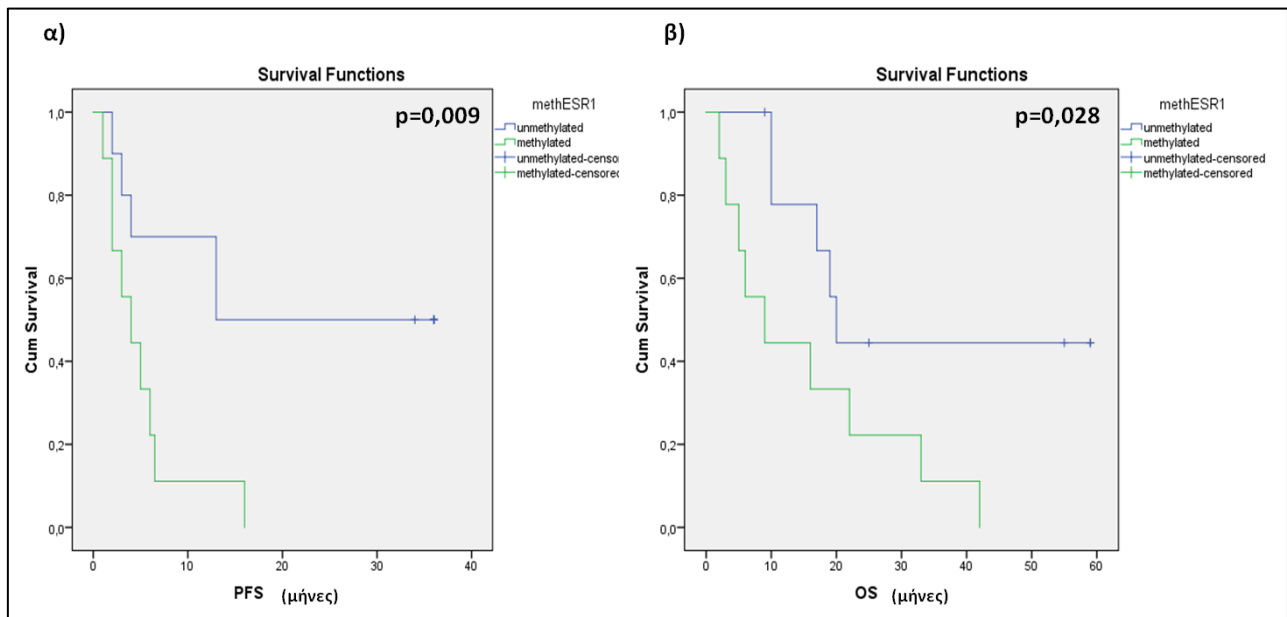 α)
Survival Functions
p=0,009
methESR1
unmethylated
methylated
unmethylated-censo
methylated-censored
1,0
0,8
0,6
0,4
0,2
0,0
Cum Survival
0 10 20 30 40
PFS (μήνες)
β)
Survival Functions
p=0,028
methESR1
unmethylated
methylated
unmethylated-censored
methylated-censored
1,0
0,8
0,6
0,4
0,2
0,0
Cum Survival
0 10 20 30 40 50 60
OS (μήνες)